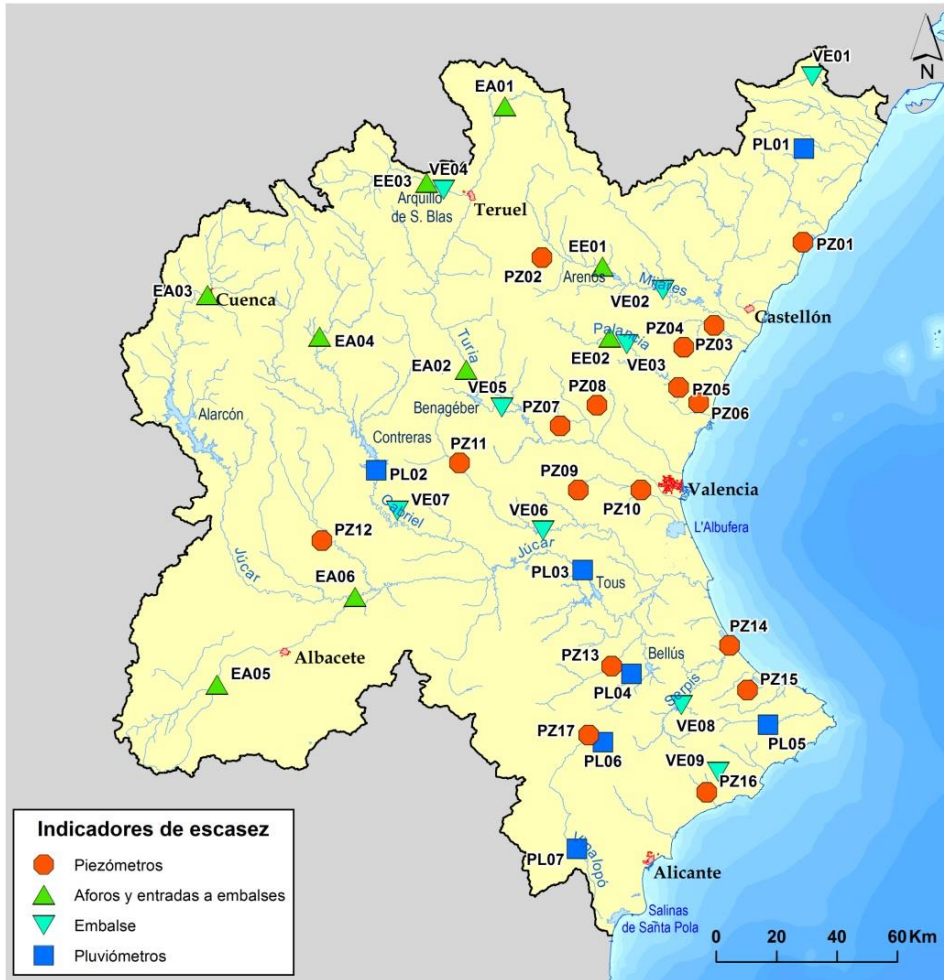 VE01
N
EA01
PL01
VE04
EE03
Arquillo
de S. Blas
Teruel
PZ01
EE01
PZ02
Arenos
Mijares
EA03
Cuenca
VE02
Castellón
PZ04
Palancia
EA04
PZ03
EE02
VE03
Turia
EA02
VE05
PZ08
PZ05
Benagéber
PZ07
PZ06
Alarcón
Contreras
PZ11
PL02
PZ09
Valencia
PZ10
VE07
Cabriel
VE06
L'Albufera
PZ12
Júcar
Júcar
PL03
Tous
EA06
PZ14
Albacete
Bellús
PZ13
PZ15
EA05
PL04
Serpis
VE08
PZ17
PL05
PL06
VE09
PZ16
Indicadores de escasez
Piezómetros
Aforos y entradas a embalses
Embalse
Pluviómetros
PL07
Vinalopó
Alicante
Salinas
de Santa Pola
0 20 40 60 Km